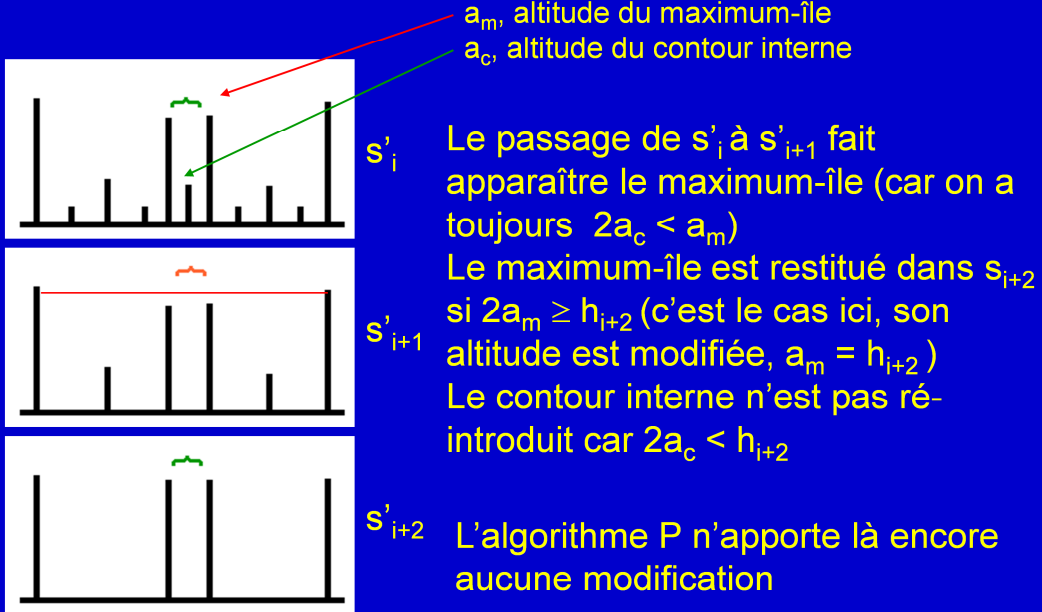 aₘ, altitude du maximum-île
a_c, altitude du contour interne
s’ᵢ
Le passage de s’ᵢ à s’ᵢ₊₁ fait
apparaître le maximum-île (car on a
toujours 2a_c < aₘ)
Le maximum-île est restitué dans sᵢ₊₂
si 2aₘ ≥ hᵢ₊₂ (c’est le cas ici, son
altitude est modifiée, aₘ = hᵢ₊₂ )
Le contour interne n’est pas ré-
introduit car 2a_c < hᵢ₊₂
s’ᵢ₊₁
s’ᵢ₊₂
L’algorithme P n’apporte là encore
aucune modification